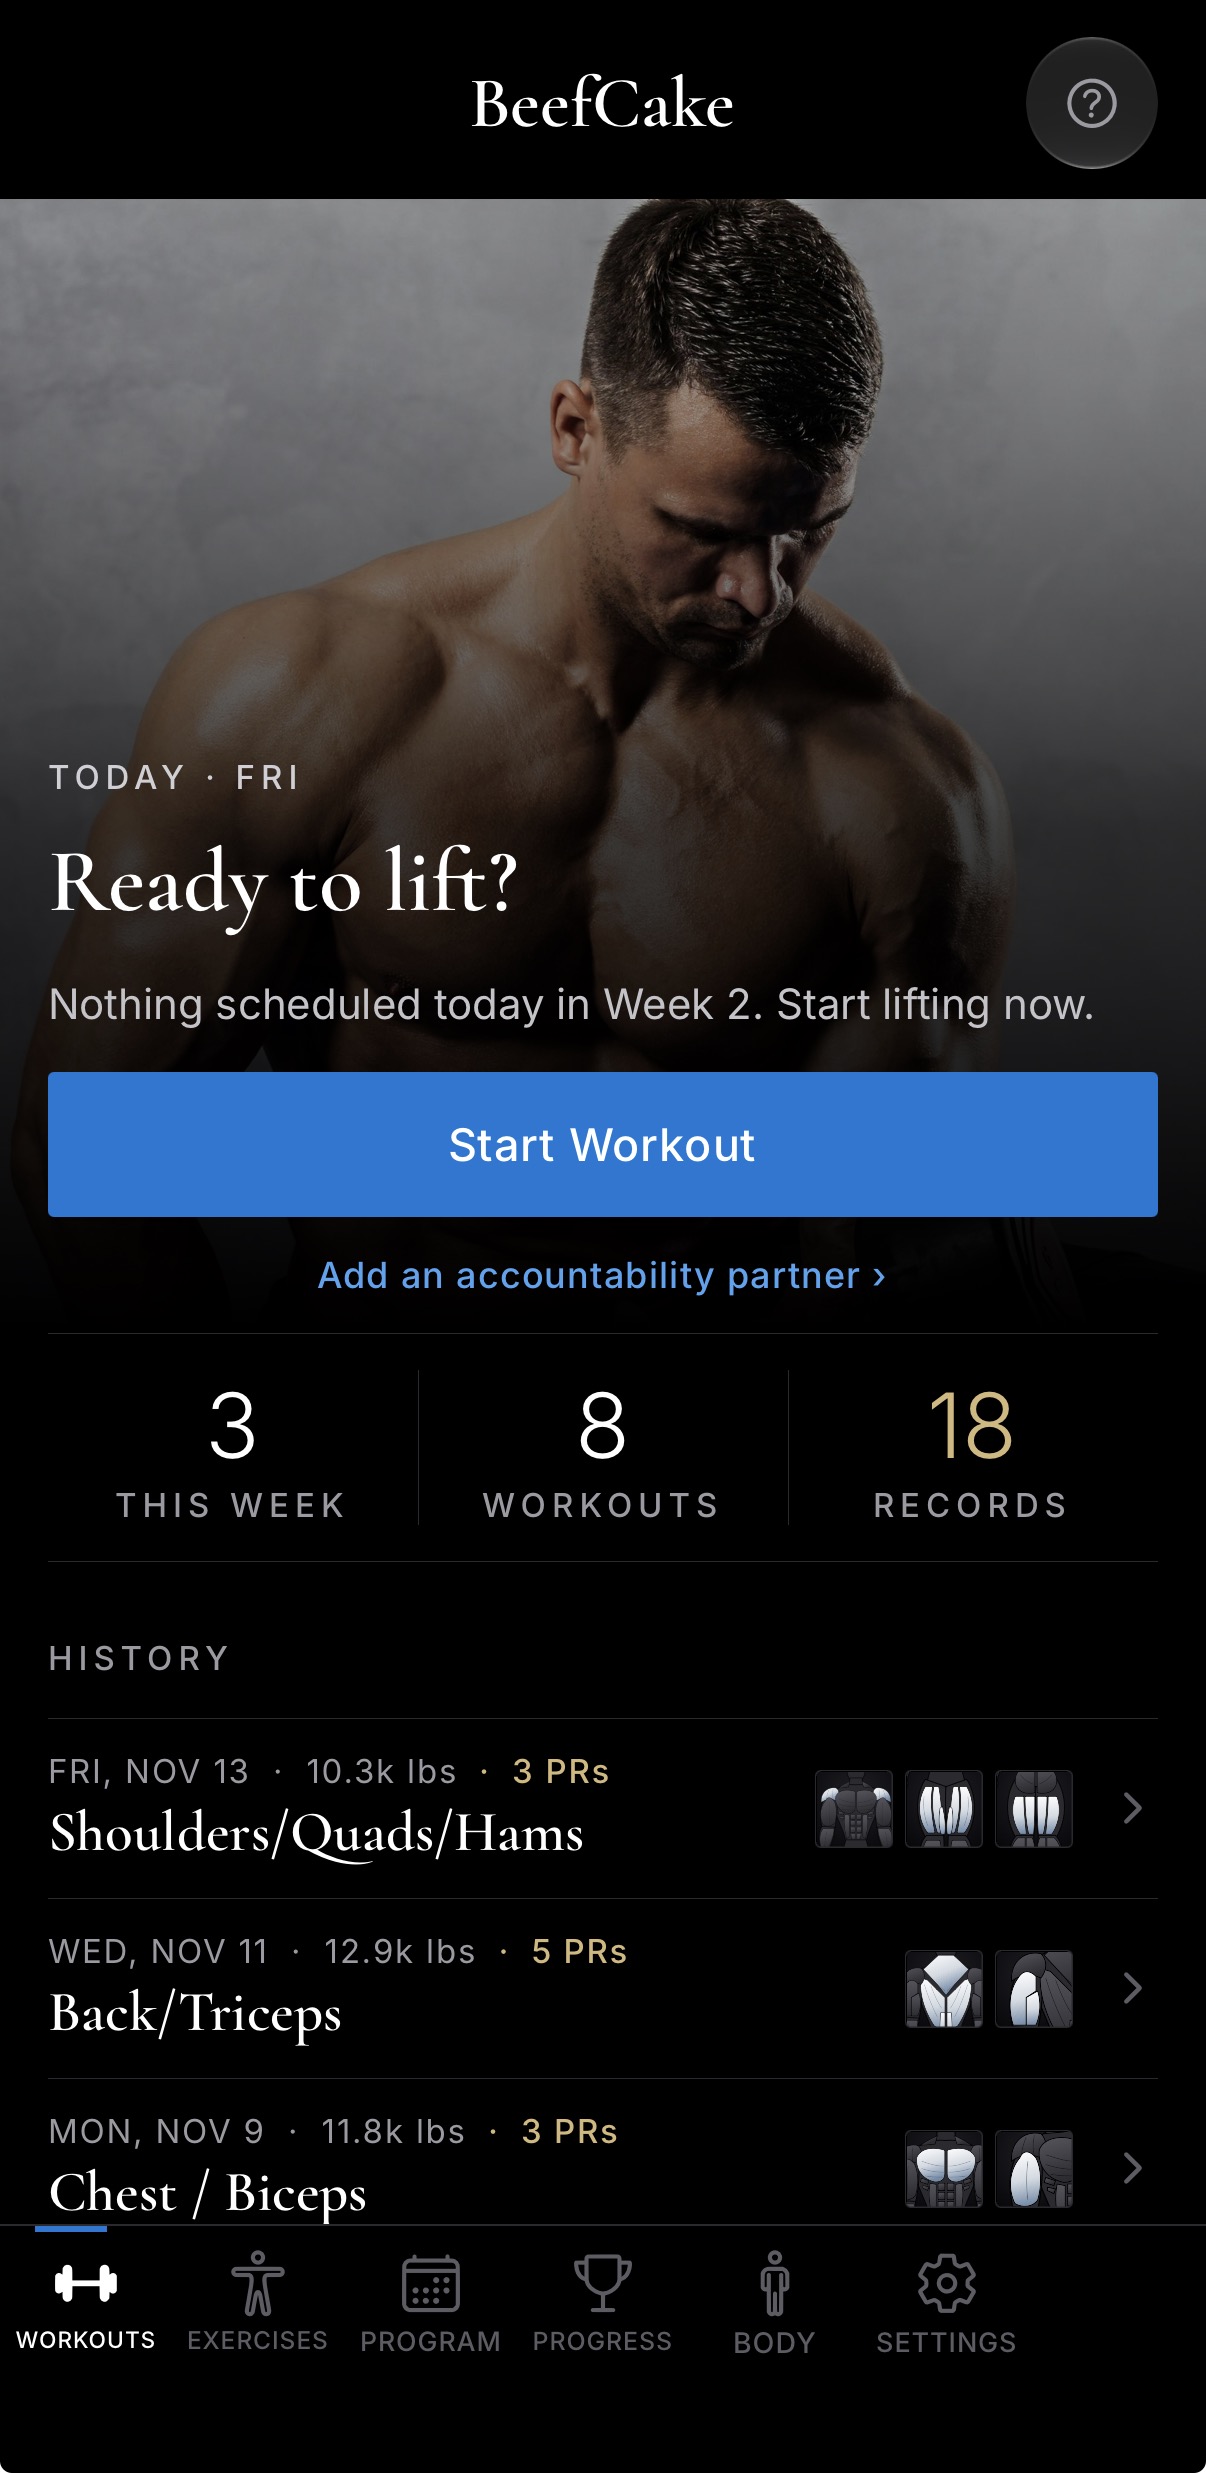 BeefCake
TODAY · FRI
Ready to lift?
Nothing scheduled today in Week 2. Start lifting now.
Start Workout
Add an accountability partner ›
3 8 18
THIS WEEK WORKOUTS RECORDS
HISTORY
FRI, NOV 13 · 10.3k lbs · 3 PRs
Shoulders/Quads/Hams
WED, NOV 11 · 12.9k lbs · 5 PRs
Back/Triceps
MON, NOV 9 · 11.8k lbs · 3 PRs
Chest / Biceps
WORKOUTS EXERCISES PROGRAM PROGRESS BODY SETTINGS